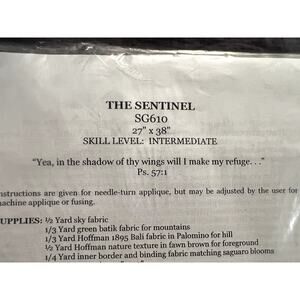 THE SENTINEL
SG610
27" x 38"
SKILL LEVEL: INTERMEDIATE
"Yea, in the shadow of thy wings will I make my refuge. . ."
Ps. 57:1
nstructions are given for needle-turn applique, but may be adjusted by the user for
achine applique or fusing.
UPPLIES: ½ Yard sky fabric
1/3 Yard green batik fabric for mountains
1/3 Yard Hoffman 1895 Bali fabric in Palomino for hill
½ Yard Hoffman nature texture in fawn brown for foreground
1/4 Yard inner border and binding fabric matching saguaro blooms